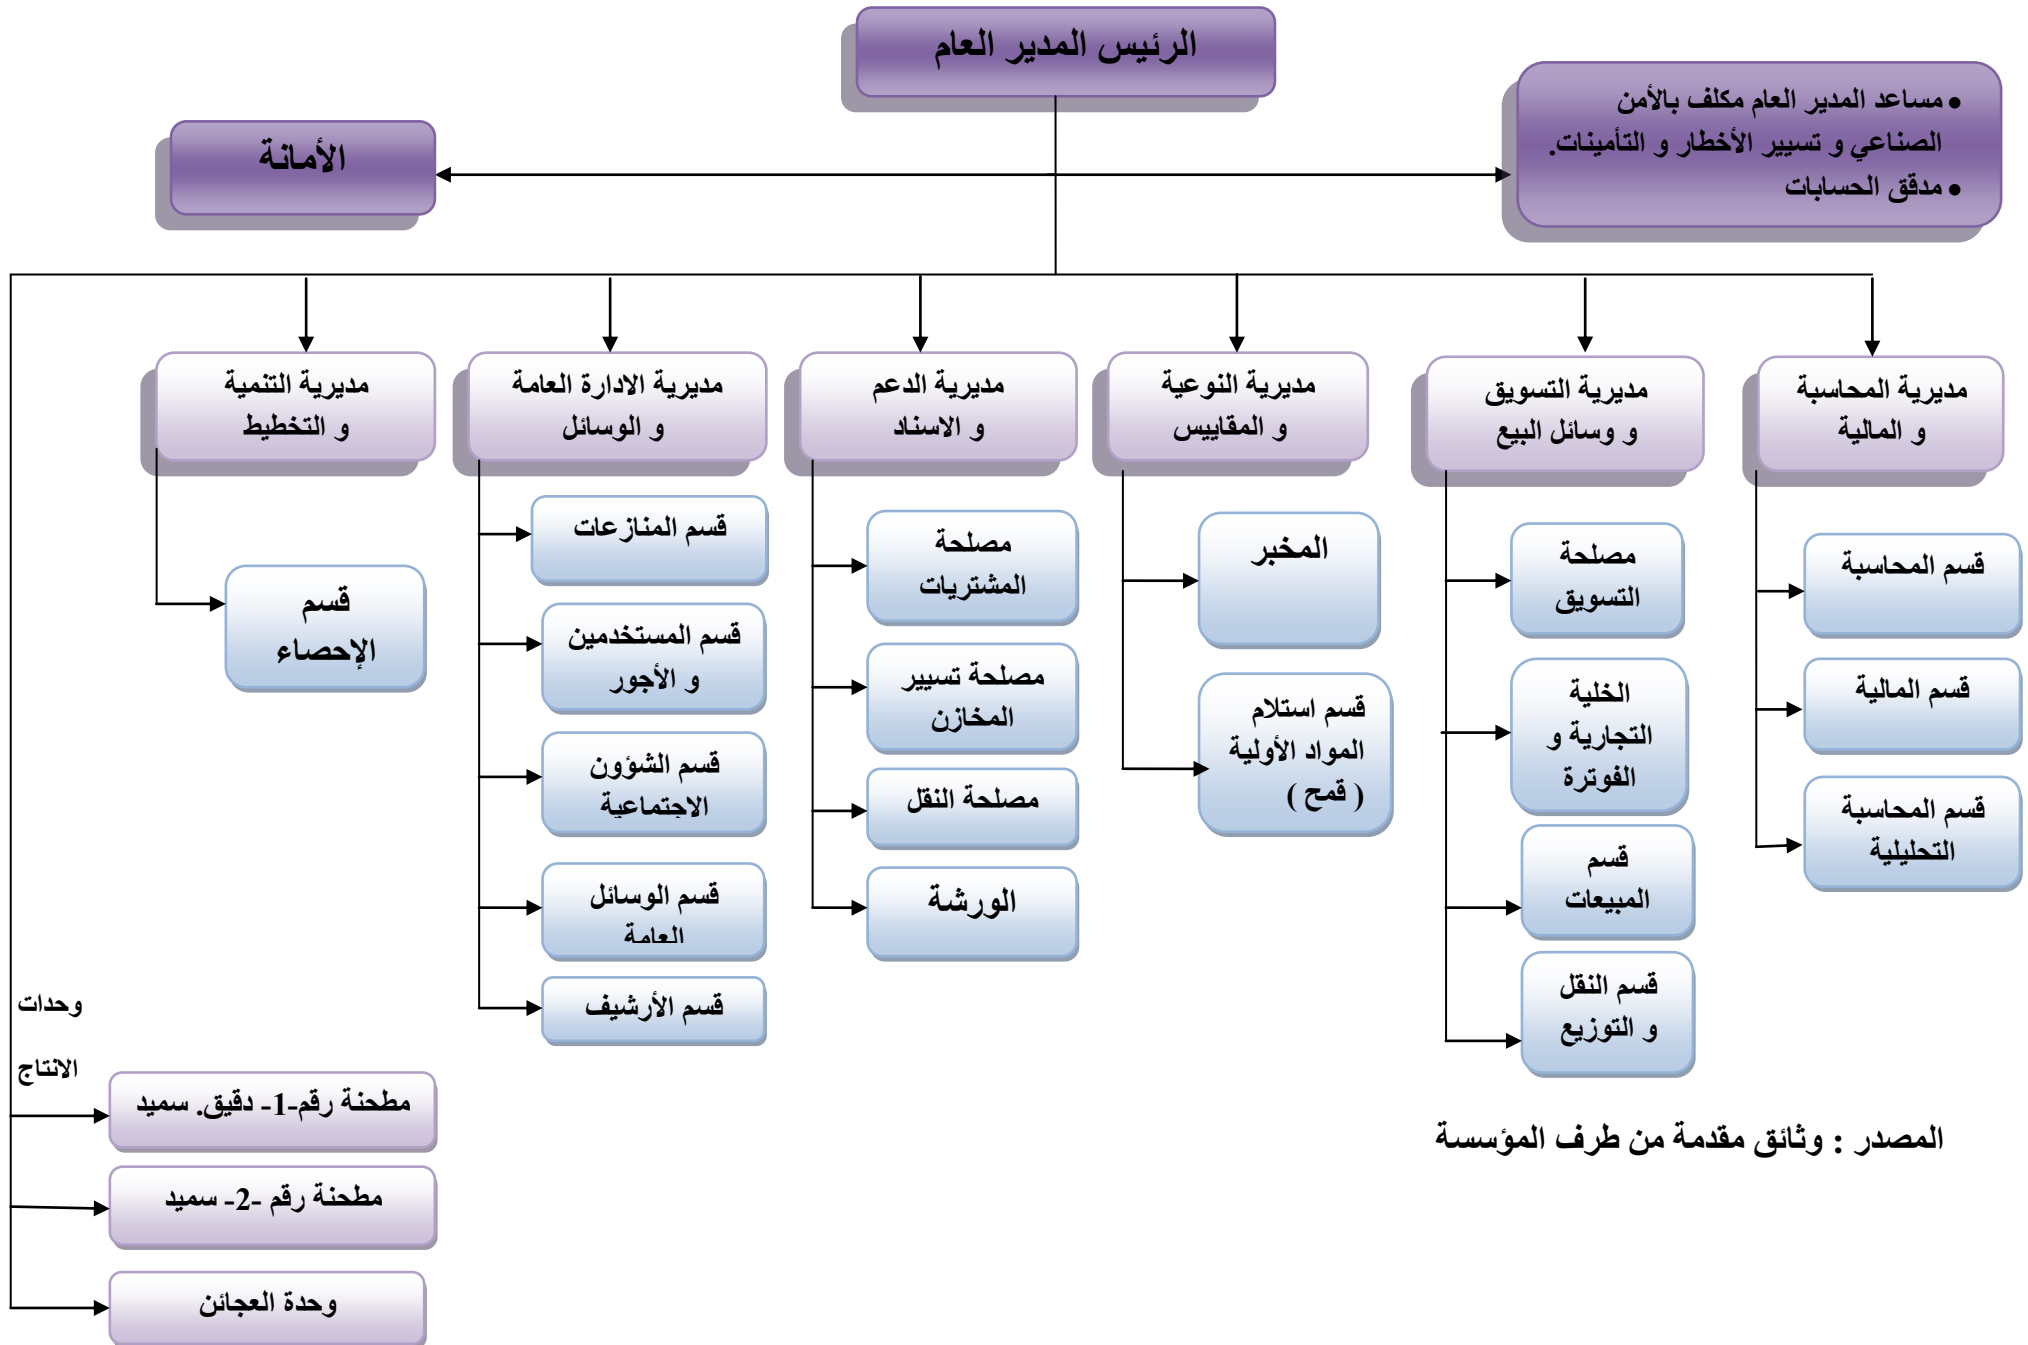 الرئيس المدير العام
• مساعد المدير العام مكلف بالأمن
الصناعي و تسيير الأخطار و التأمينات.
• مدقق الحسابات
الأمانة
مديرية المحاسبة
و المالية
قسم المحاسبة
قسم المالية
قسم المحاسبة
التحليلية
مديرية التسويق
و وسائل البيع
مصلحة
التسويق
الخلية
التجارية و
الفوترة
قسم
المبيعات
قسم النقل
و التوزيع
مديرية النوعية
و المقاييس
المخبر
قسم استلام
المواد الأولية
( قمح )
مديرية الدعم
و الاسناد
مصلحة
المشتريات
مصلحة تسيير
المخازن
مصلحة النقل
الورشة
مديرية الادارة العامة
و الوسائل
قسم المنازعات
قسم المستخدمين
و الأجور
قسم الشؤون
الاجتماعية
قسم الوسائل
العامة
قسم الأرشيف
مديرية التنمية
و التخطيط
قسم
الإحصاء
وحدات
الانتاج
مطحنة رقم-1- دقيق. سميد
مطحنة رقم -2- سميد
وحدة العجائن
المصدر : وثائق مقدمة من طرف المؤسسة